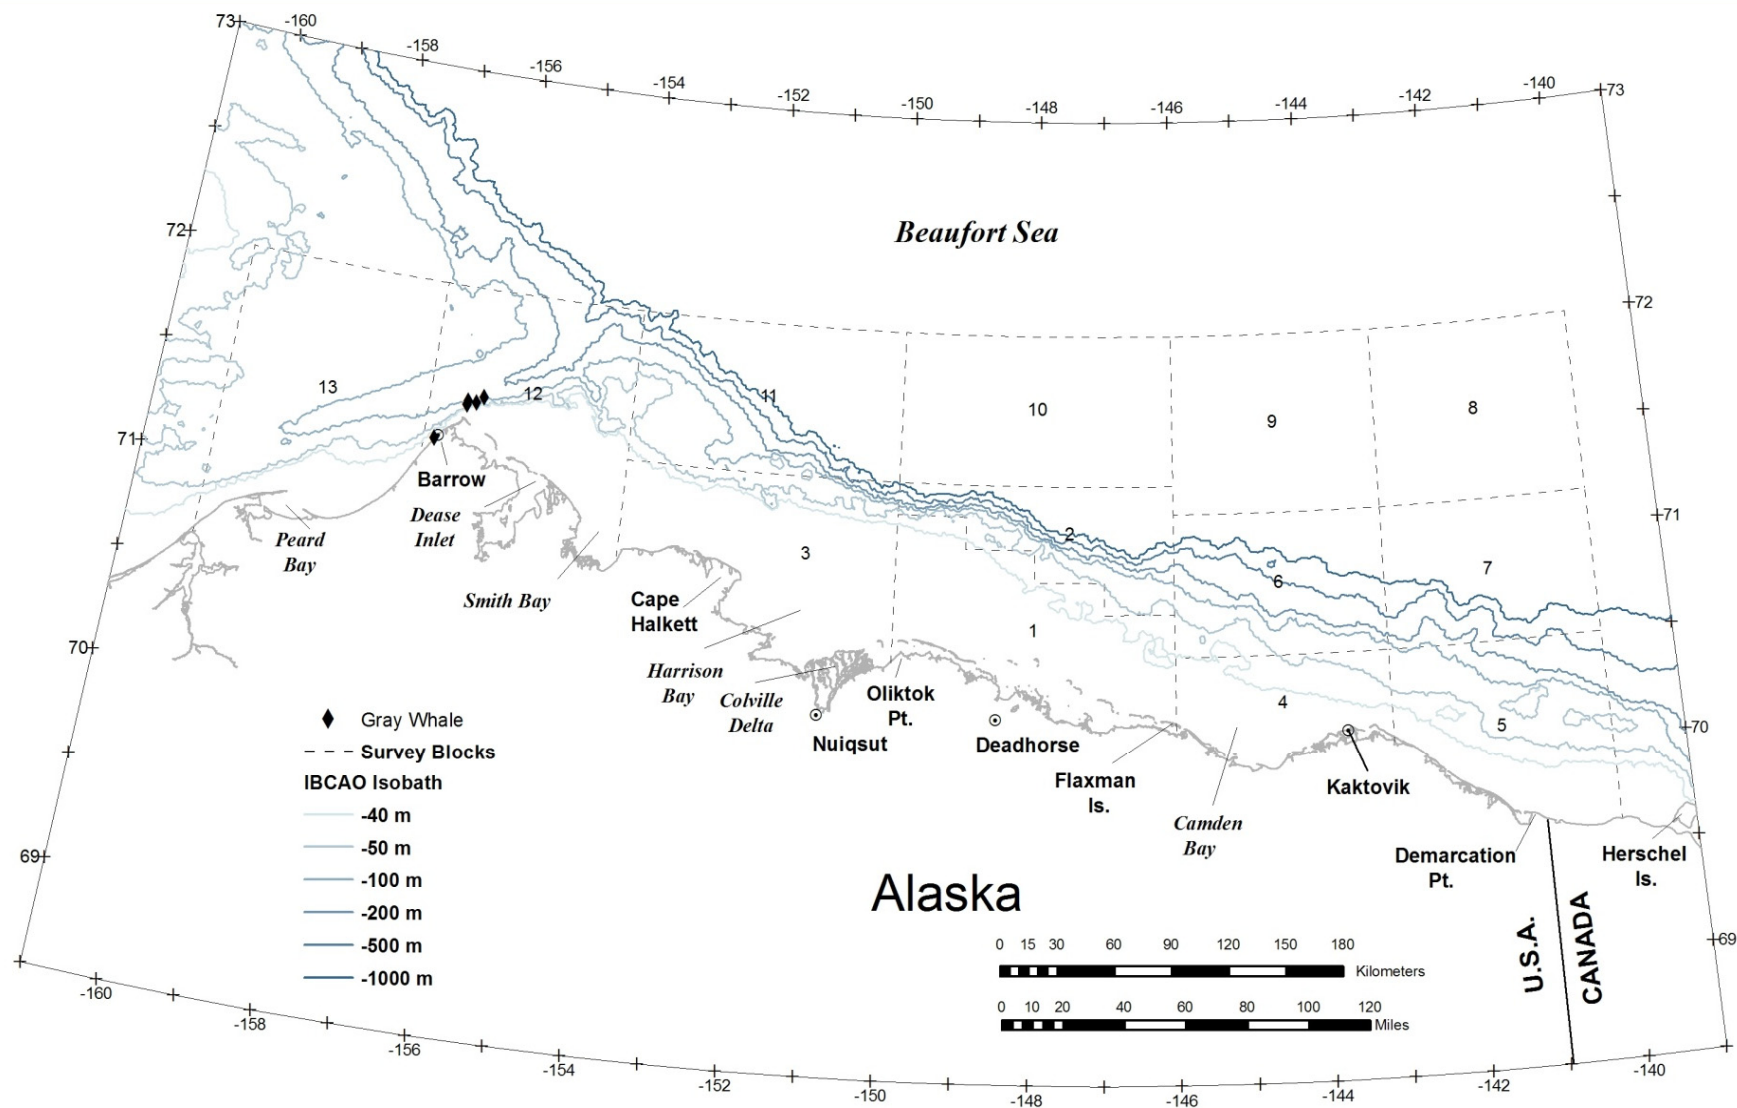 73
-160
-158
-156
-154
-152
-150
-148
-146
-144
-142
-140
73
72
Beaufort Sea
72
13
12
11
10
9
8
71
Barrow
Dease
Inlet
Peard
Bay
Smith Bay
3
2
71
6
7
Cape
Halkett
1
70
Harrison
Bay
Colville
Delta
Oliktok
Pt.
Nuiqsut
Deadhorse
Flaxman
Is.
4
5
70
Kaktovik
Camden
Bay
Demarcation
Pt.
Herschel
Is.
Gray Whale
Survey Blocks
IBCAO Isobath
-40 m
-50 m
-100 m
-200 m
-500 m
-1000 m
69
Alaska
U.S.A.
CANADA
69
0 15 30 60 90 120 150 180
Kilometers
0 10 20 40 60 80 100 120
Miles
-160
-158
-156
-154
-152
-150
-148
-146
-144
-142
-140